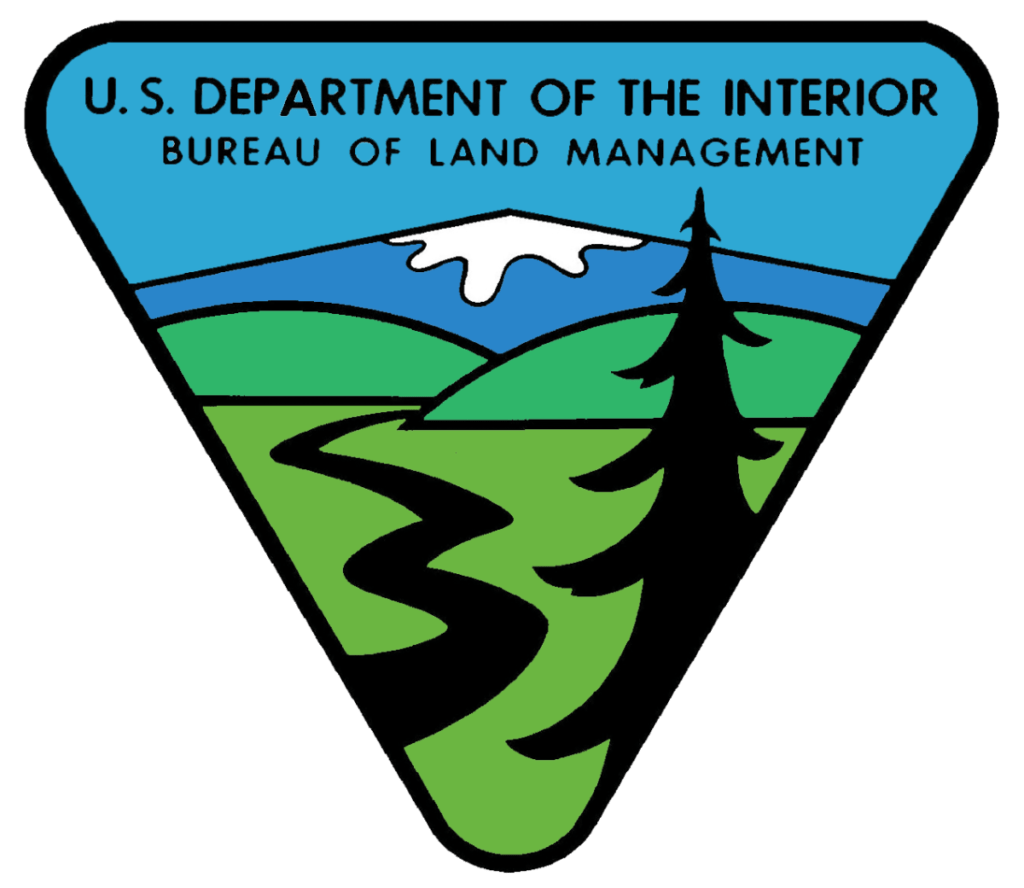 U. S. DEPARTMENT OF THE INTERIOR
BUREAU OF LAND MANAGEMENT